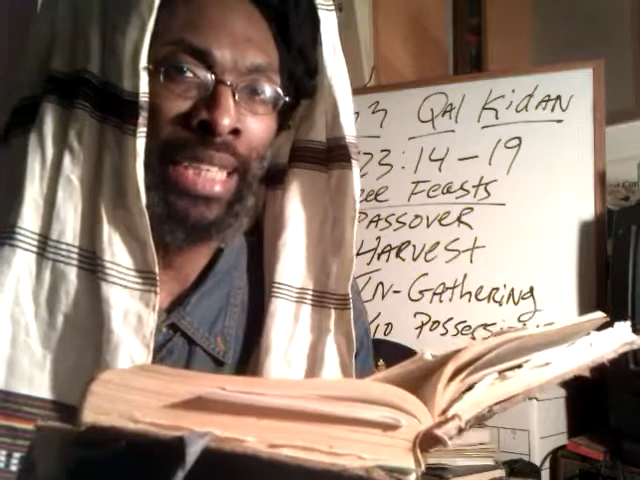 Qal Kidan
23:14-19
Feasts
Passover
Harvest
In-Gathering